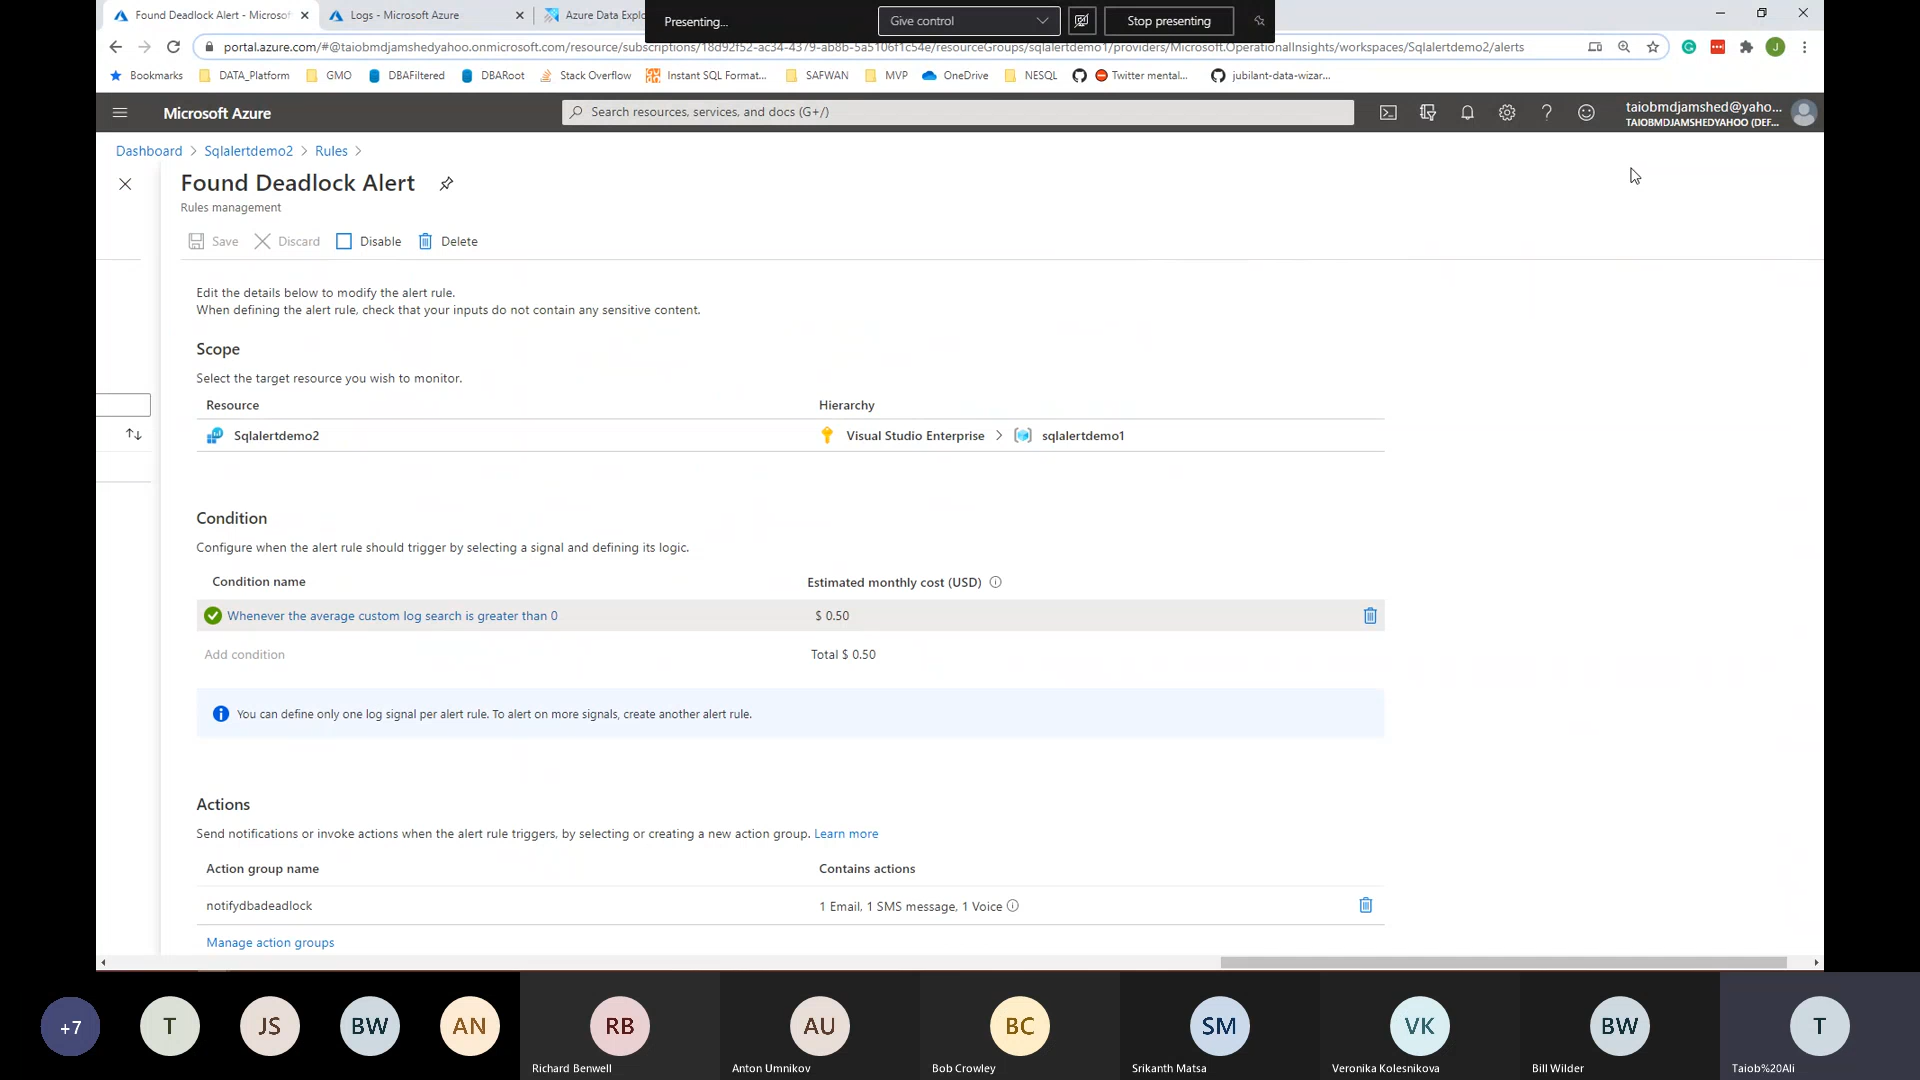 Found Deadlock Alert - Microsoft
Logs - Microsoft Azure
Azure Data Explo
Presenting...
Give control
Stop presenting
portal.azure.com/#@taiobmdjamshedyahoo.onmicrosoft.com/resource/subscriptions/18d92f52-ac34-4379-ab8b-5a5106f1c54e/resourceGroups/sqlalertdemo1/providers/Microsoft.OperationalInsights/workspaces/Sqlalertdemo2/alerts
J
Bookmarks
DATA_Platform
GMO
DBAFiltered
DBARoot
Stack Overflow
Instant SQL Format...
SAFWAN
MVP
OneDrive
NESQL
Twitter mental...
jubilant-data-wizar...
Microsoft Azure
Search resources, services, and docs (G+/)
taiobmdjamshed@yaho...
TAIOBMDJAMSHEDYAHOO (DEF...
Dashboard > Sqlalertdemo2 > Rules >
Found Deadlock Alert
Rules management
Save
Discard
Disable
Delete
Edit the details below to modify the alert rule.
When defining the alert rule, check that your inputs do not contain any sensitive content.
Scope
Select the target resource you wish to monitor.
Resource
Hierarchy
Sqlalertdemo2
Visual Studio Enterprise > sqlalertdemo1
Condition
Configure when the alert rule should trigger by selecting a signal and defining its logic.
Condition name
Estimated monthly cost (USD)
Whenever the average custom log search is greater than 0
$ 0.50
Add condition
Total $ 0.50
You can define only one log signal per alert rule. To alert on more signals, create another alert rule.
Actions
Send notifications or invoke actions when the alert rule triggers, by selecting or creating a new action group. Learn more
Action group name
Contains actions
notifydbadeadlock
1 Email, 1 SMS message, 1 Voice
Manage action groups
+7
T
JS
BW
AN
RB
AU
BC
SM
VK
BW
T
Richard Benwell
Anton Umnikov
Bob Crowley
Srikanth Matsa
Veronika Kolesnikova
Bill Wilder
Taiob%20Ali